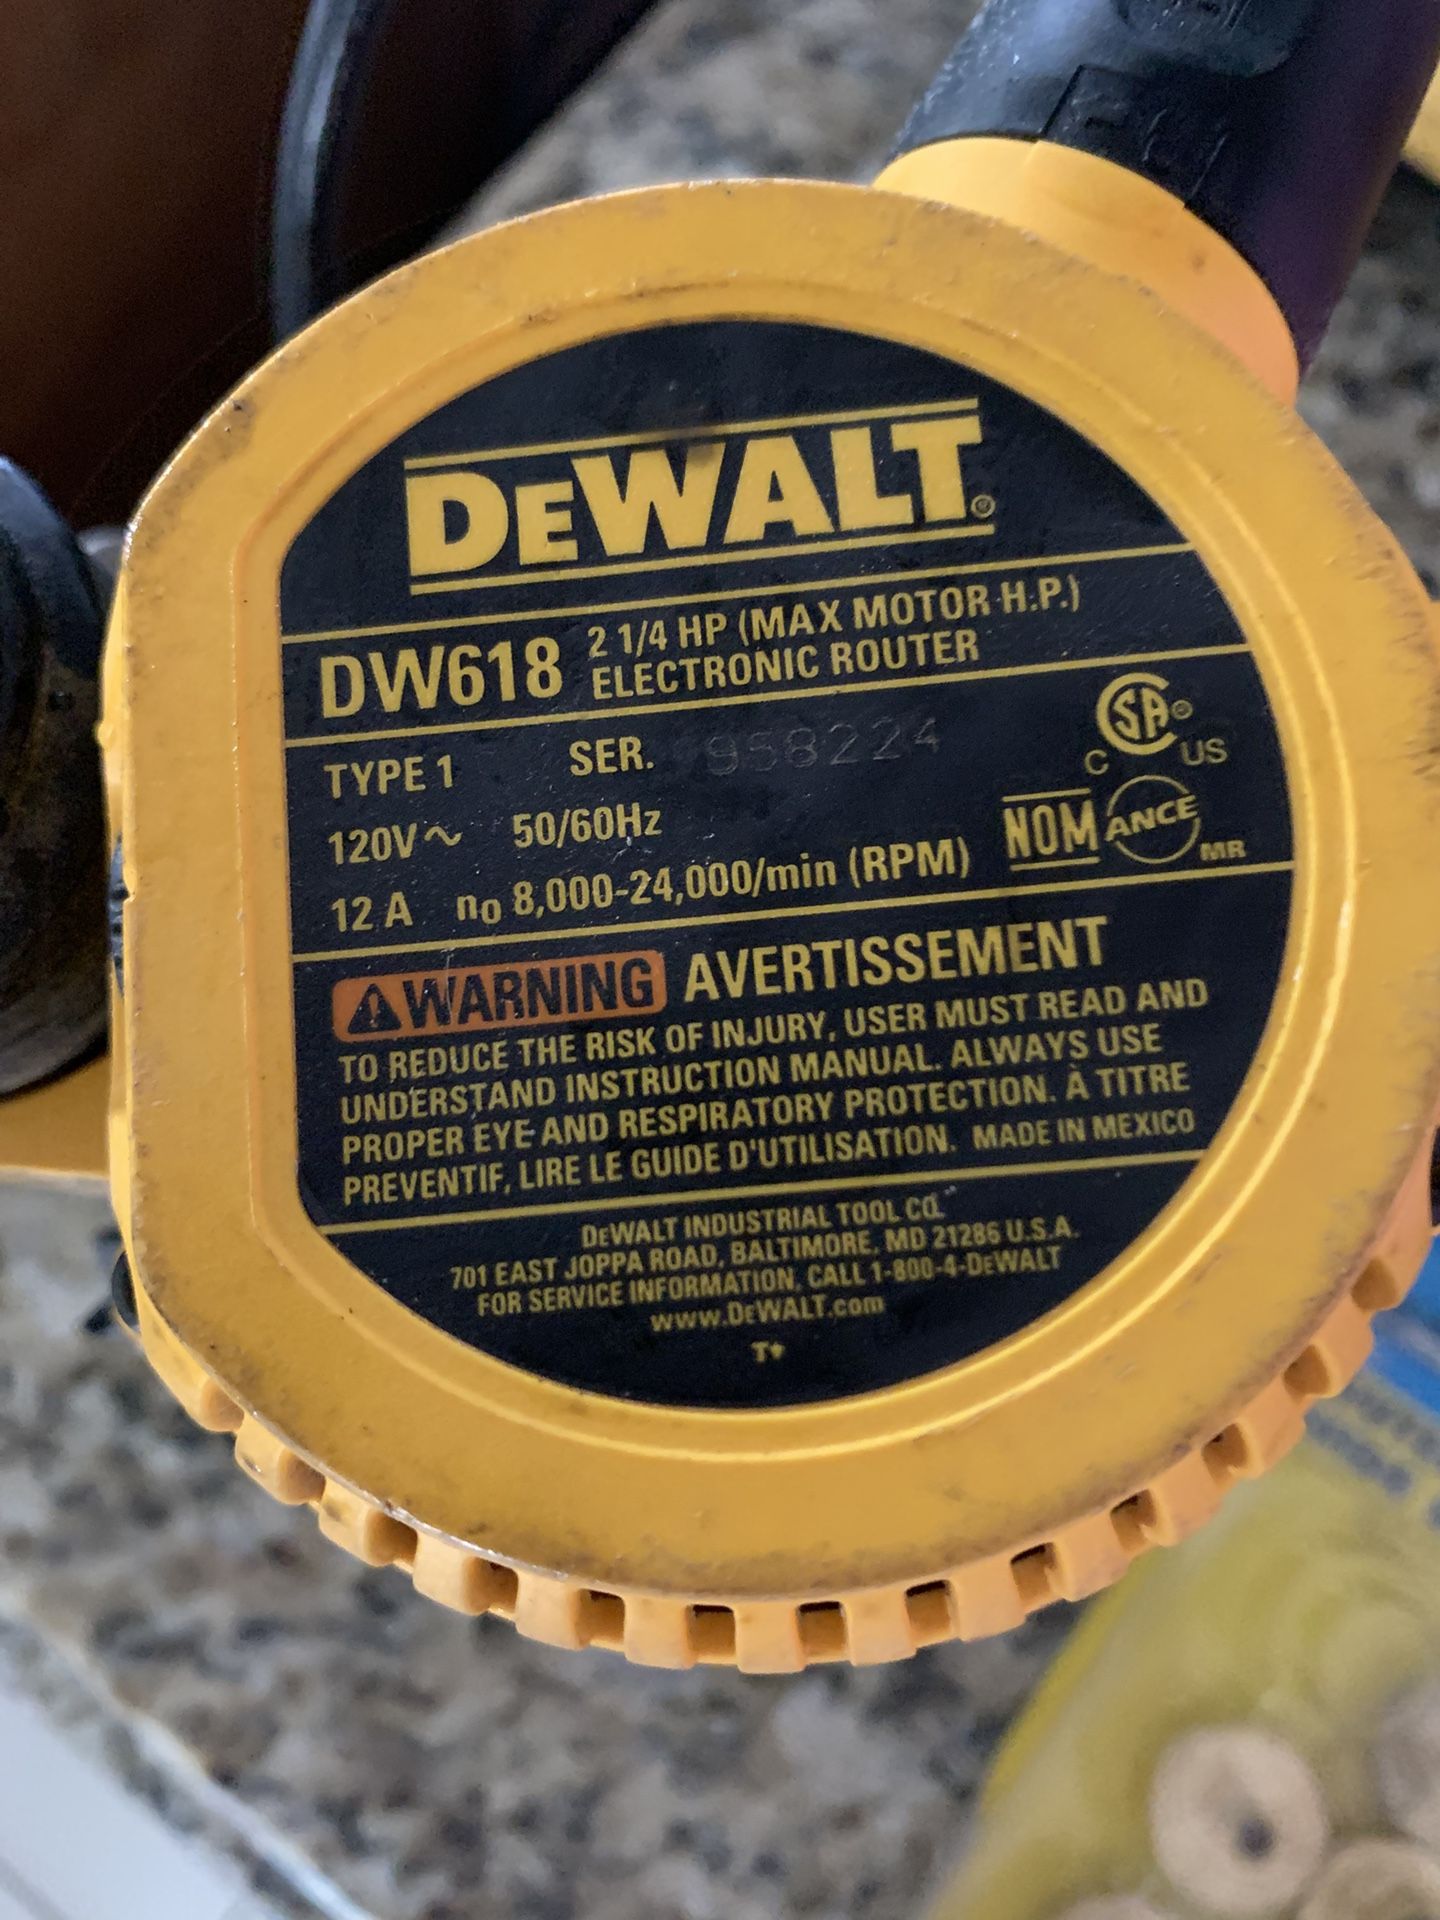 DEWALT®
DW618 2 1/4 HP (MAX MOTOR H.P.)
ELECTRONIC ROUTER
TYPE 1 SER. 958224
120V~ 50/60Hz
12 A no 8,000-24,000/min (RPM)
CSA®
C US
NOM ANCE MR
WARNING AVERTISSEMENT
TO REDUCE THE RISK OF INJURY, USER MUST READ AND
UNDERSTAND INSTRUCTION MANUAL. ALWAYS USE
PROPER EYE AND RESPIRATORY PROTECTION. À TITRE
PREVENTIF, LIRE LE GUIDE D'UTILISATION. MADE IN MEXICO
DEWALT INDUSTRIAL TOOL CO.
701 EAST JOPPA ROAD, BALTIMORE, MD 21286 U.S.A.
FOR SERVICE INFORMATION, CALL 1-800-4-DEWALT
www.DEWALT.com